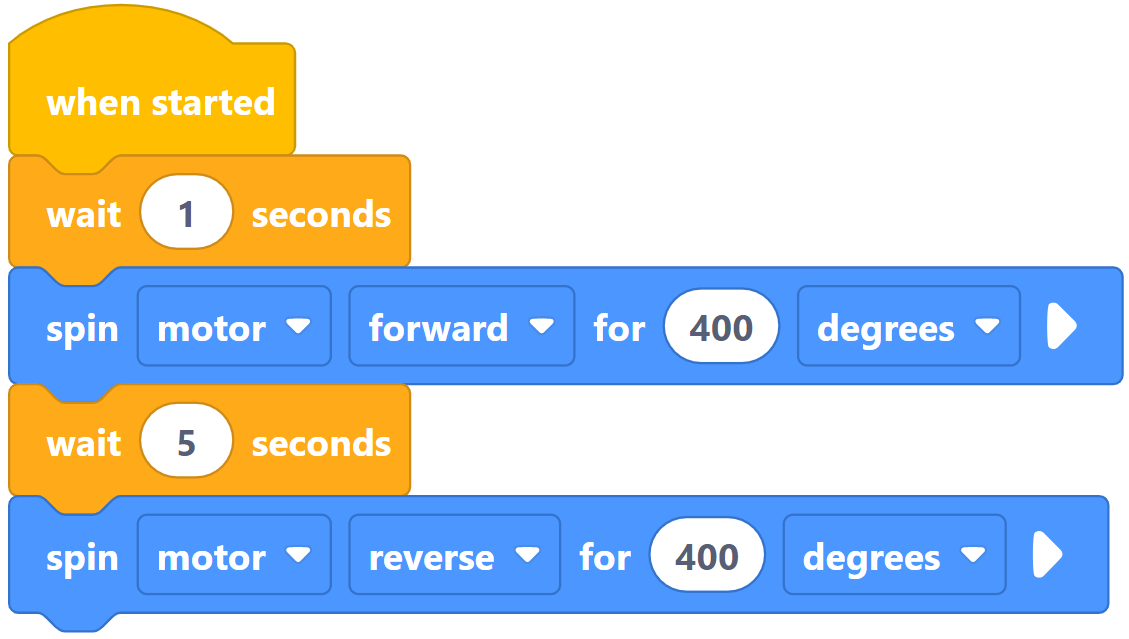 when started
wait 1 seconds
spin motor forward for 400 degrees
wait 5 seconds
spin motor reverse for 400 degrees